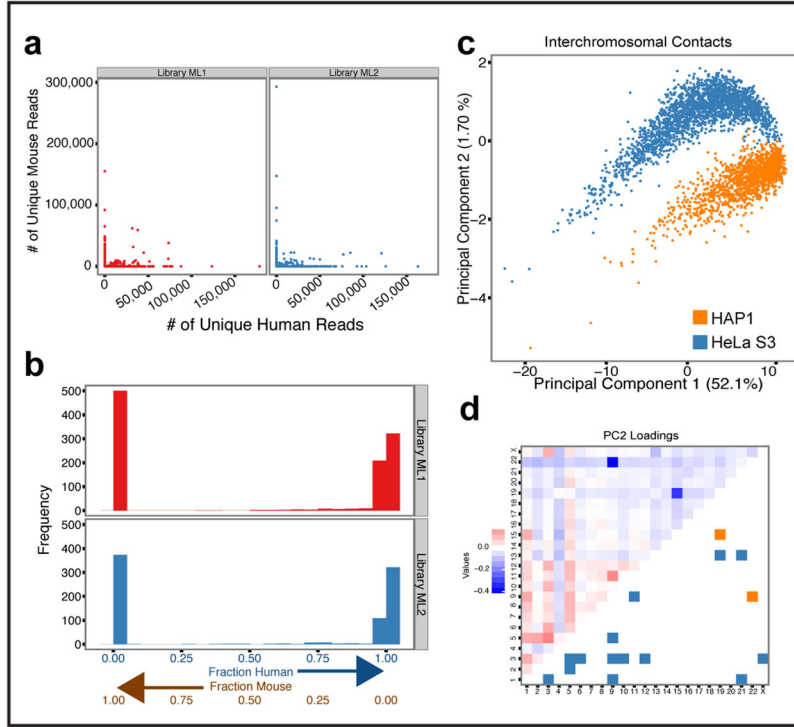 a
Library ML1
Library ML2
# of Unique Mouse Reads
300,000
200,000
100,000
0
0
50,000
100,000
150,000
0
50,000
100,000
150,000
# of Unique Human Reads
b
Frequency
500
400
300
200
100
0
Library ML1
500
400
300
200
100
0
Library ML2
0.00 0.25 0.50 0.75 1.00
Fraction Human
Fraction Mouse
1.00 0.75 0.50 0.25 0.00
c
Interchromosomal Contacts
Principal Component 2 (1.70 %)
2
0
−2
−4
HAP1
HeLa S3
−20 −10 0 10
Principal Component 1 (52.1%)
d
PC2 Loadings
Values
0.0
−0.2
−0.4
X
22
21
20
19
18
17
16
15
14
13
12
11
10
9
8
7
6
5
4
3
2
1
1 2 3 4 5 6 7 8 9 10 11 12 13 14 15 16 17 18 19 20 21 22 X